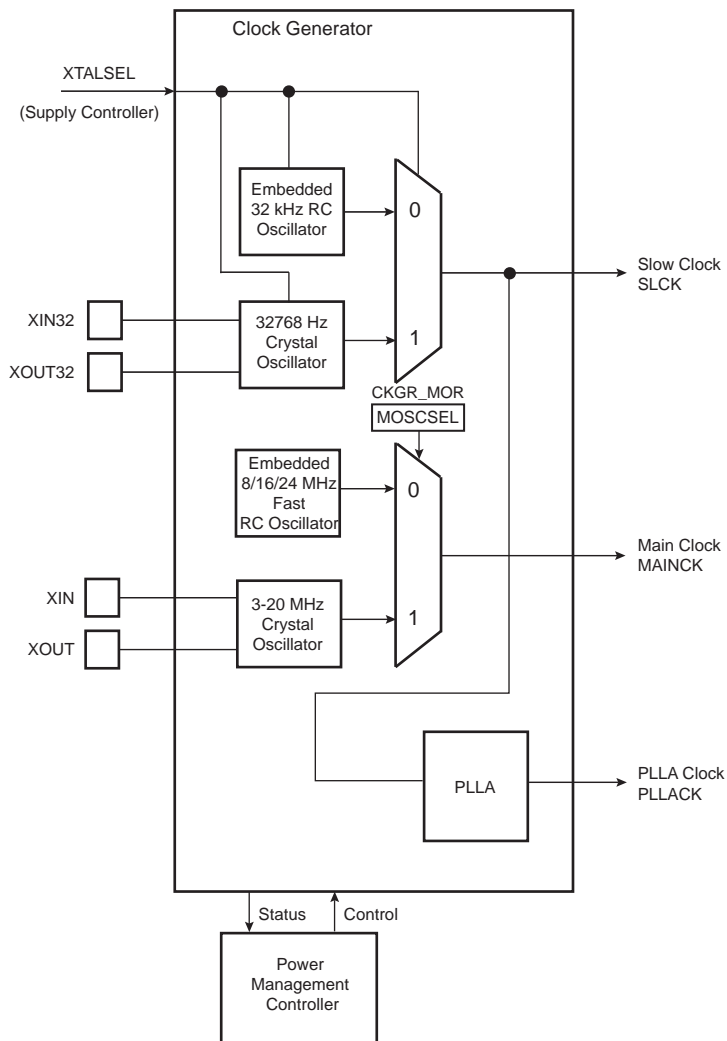 Clock Generator
XTALSEL
(Supply Controller)
Embedded
32 kHz RC
Oscillator
0
Slow Clock
SLCK
XIN32
32768 Hz
Crystal
Oscillator
1
XOUT32
CKGR_MOR
MOSCSEL
Embedded
8/16/24 MHz
Fast
RC Oscillator
0
Main Clock
MAINCK
XIN
3-20 MHz
Crystal
Oscillator
1
XOUT
PLLA
PLLA Clock
PLLACK
Status
Control
Power
Management
Controller